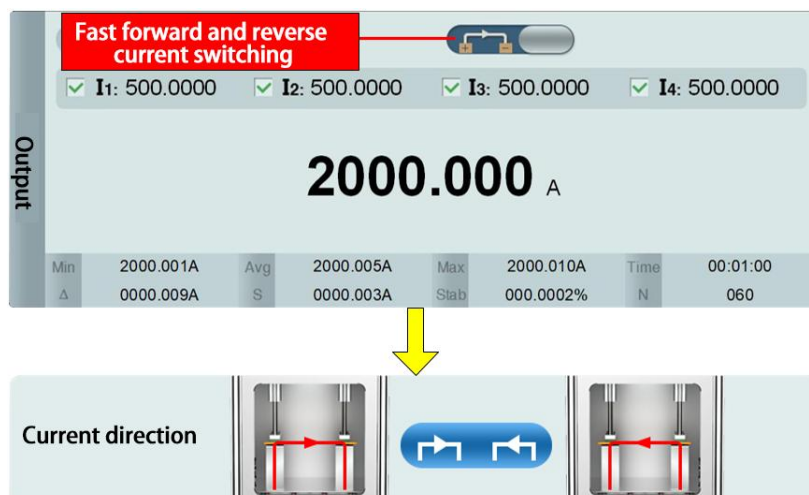 Fast forward and reverse
current switching
I1: 500.0000 I2: 500.0000 I3: 500.0000 I4: 500.0000
Output
2000.000 A
Min 2000.001A Avg 2000.005A Max 2000.010A Time 00:01:00
Δ 0000.009A S 0000.003A Stab 000.0002% N 060
Current direction